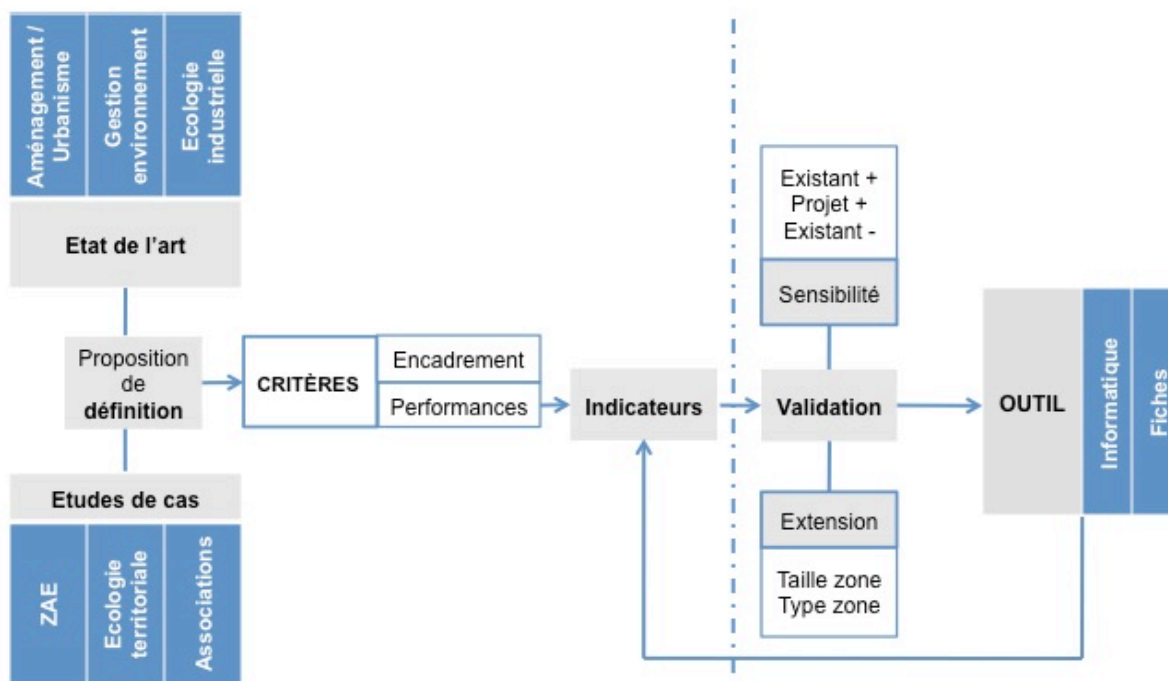 Aménagement /
Urbanisme
Gestion
environnement
Ecologie
industrielle
Etat de l'art
Proposition
de
définition
Etudes de cas
ZAE
Ecologie
territoriale
Associations
CRITÈRES
Encadrement
Performances
Indicateurs
Existant +
Projet +
Existant -
Sensibilité
Validation
Extension
Taille zone
Type zone
OUTIL
Informatique
Fiches